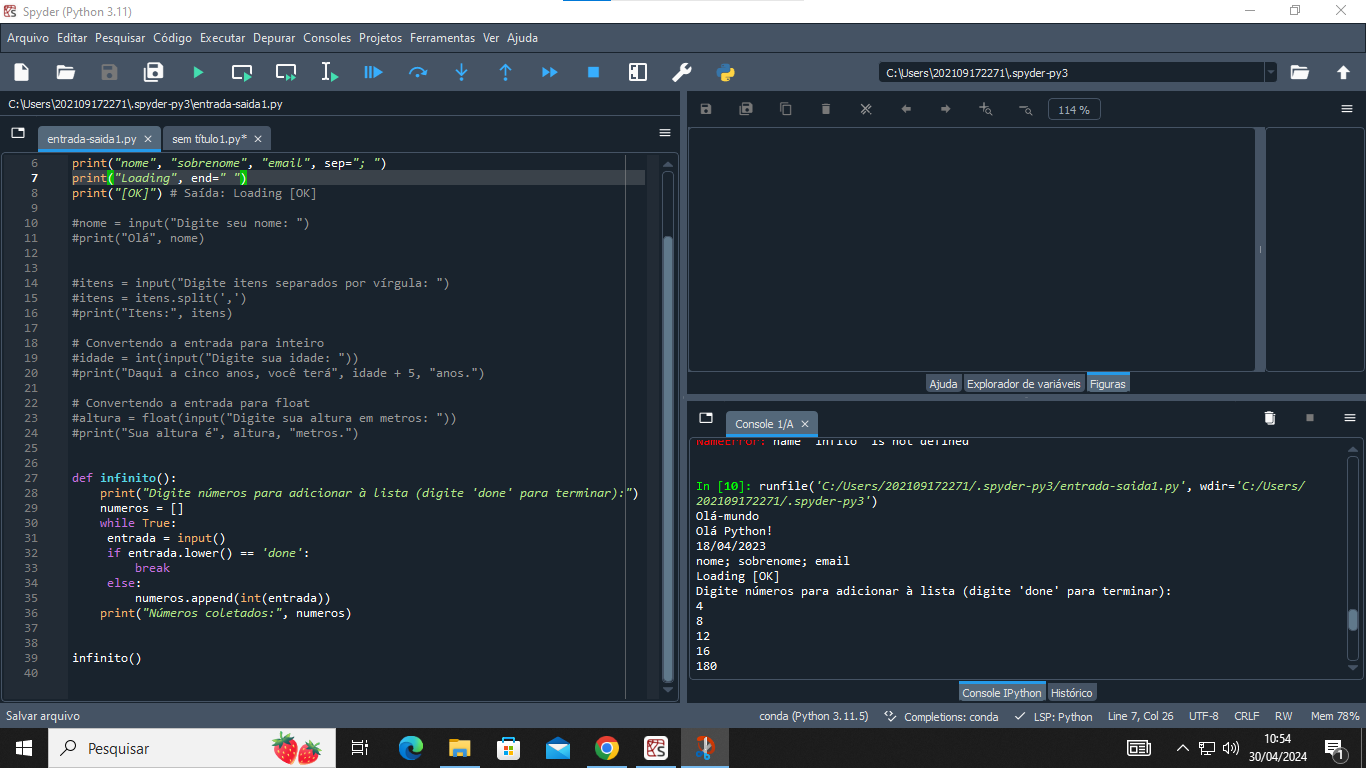 Spyder (Python 3.11)
Arquivo Editar Pesquisar Código Executar Depurar Consoles Projetos Ferramentas Ver Ajuda
C:\Users\202109172271\.spyder-py3
C:\Users\202109172271\.spyder-py3\entrada-saida1.py
entrada-saida1.py
sem título1.py*
6 print("nome", "sobrenome", "email", sep="; ")
7 print("Loading", end=" ")
8 print("[OK]") # Saída: Loading [OK]
9
10 #nome = input("Digite seu nome: ")
11 #print("Olá", nome)
12
13
14 #itens = input("Digite itens separados por vírgula: ")
15 #itens = itens.split(',')
16 #print("Itens:", itens)
17
18 # Convertendo a entrada para inteiro
19 #idade = int(input("Digite sua idade: "))
20 #print("Daqui a cinco anos, você terá", idade + 5, "anos.")
21
22 # Convertendo a entrada para float
23 #altura = float(input("Digite sua altura em metros: "))
24 #print("Sua altura é", altura, "metros.")
25
26
27 def infinito():
28     print("Digite números para adicionar à lista (digite 'done' para terminar):")
29     numeros = []
30     while True:
31      entrada = input()
32      if entrada.lower() == 'done':
33          break
34      else:
35          numeros.append(int(entrada))
36     print("Números coletados:", numeros)
37
38
39 infinito()
40
114 %
Ajuda Explorador de variáveis Figuras
Console 1/A
NameError: name 'infito' is not defined
In [10]: runfile('C:/Users/202109172271/.spyder-py3/entrada-saida1.py', wdir='C:/Users/
202109172271/.spyder-py3')
Olá-mundo
Olá Python!
18/04/2023
nome; sobrenome; email
Loading [OK]
Digite números para adicionar à lista (digite 'done' para terminar):
4
8
12
16
180
Console IPython Histórico
Salvar arquivo
conda (Python 3.11.5) Completions: conda LSP: Python Line 7, Col 26 UTF-8 CRLF RW Mem 78%
Pesquisar
10:54
30/04/2024
1